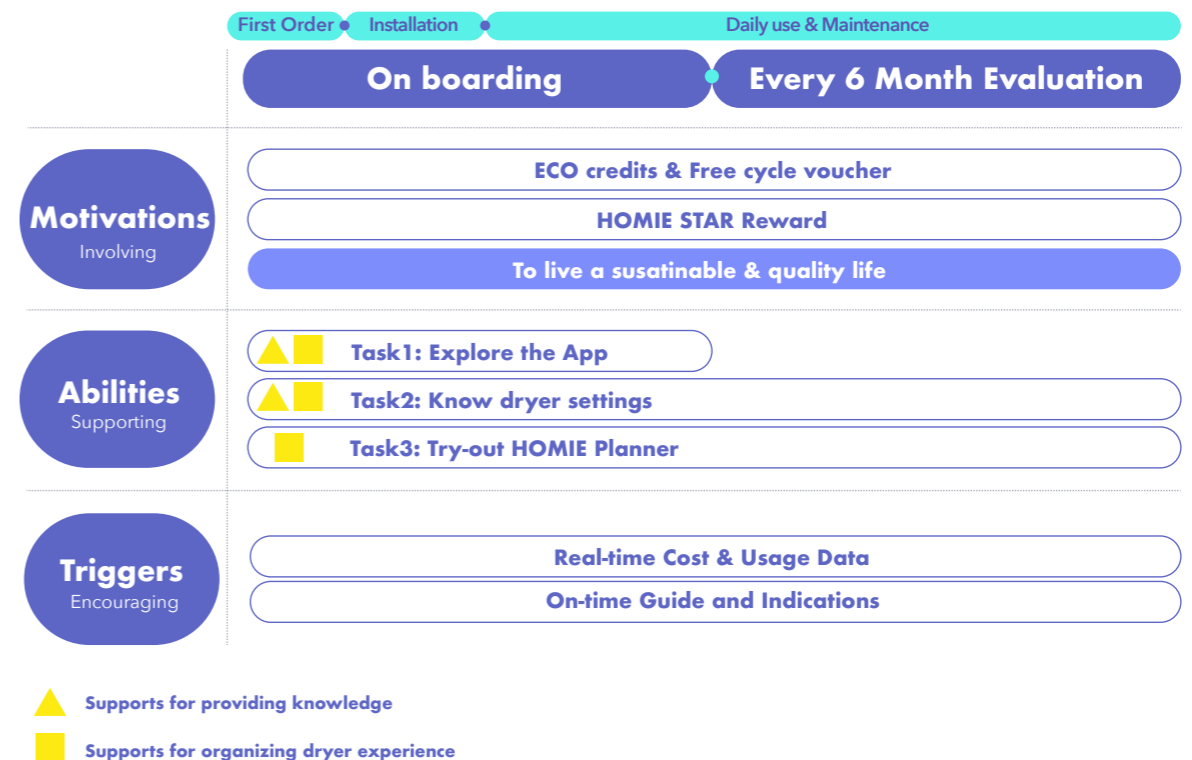 First Order
Installation
Daily use & Maintenance
On boarding
Every 6 Month Evaluation
Motivations
Involving
ECO credits & Free cycle voucher
HOMIE STAR Reward
To live a susatinable & quality life
Abilities
Supporting
Task1: Explore the App
Task2: Know dryer settings
Task3: Try-out HOMIE Planner
Triggers
Encouraging
Real-time Cost & Usage Data
On-time Guide and Indications
Supports for providing knowledge
Supports for organizing dryer experience